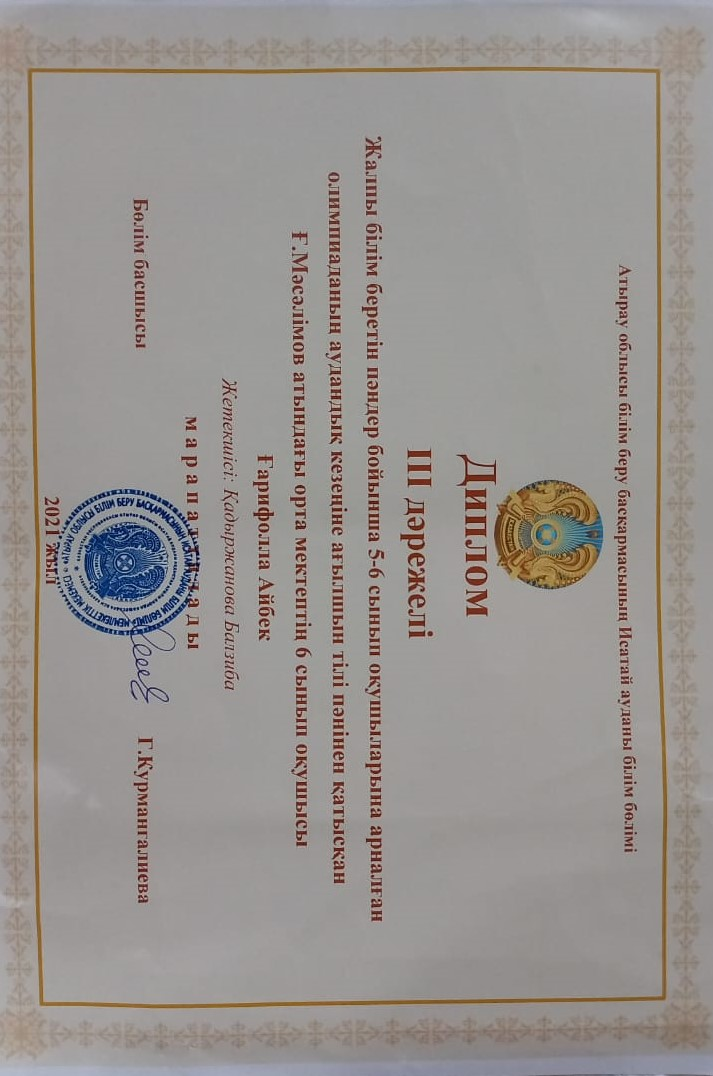 Атырау облысы білім беру басқармасының Исатай ауданы білім бөлімі
Диплом
III дәрежелі
Жалпы білім беретін пәндер бойынша 5-6 сынып оқушыларына арналған
олимпиаданың аудандық кезеңіне ағылшын тілі пәнінен қатысқан
Ғ.Мәсәлімов атындағы орта мектептің 6 сынып оқушысы
Ғарифолла Айбек
Жетекшісі: Қадыржанова Балзиба
марапатталады
Бөлім басшысы
Г.Курмангалиева
2021 жыл